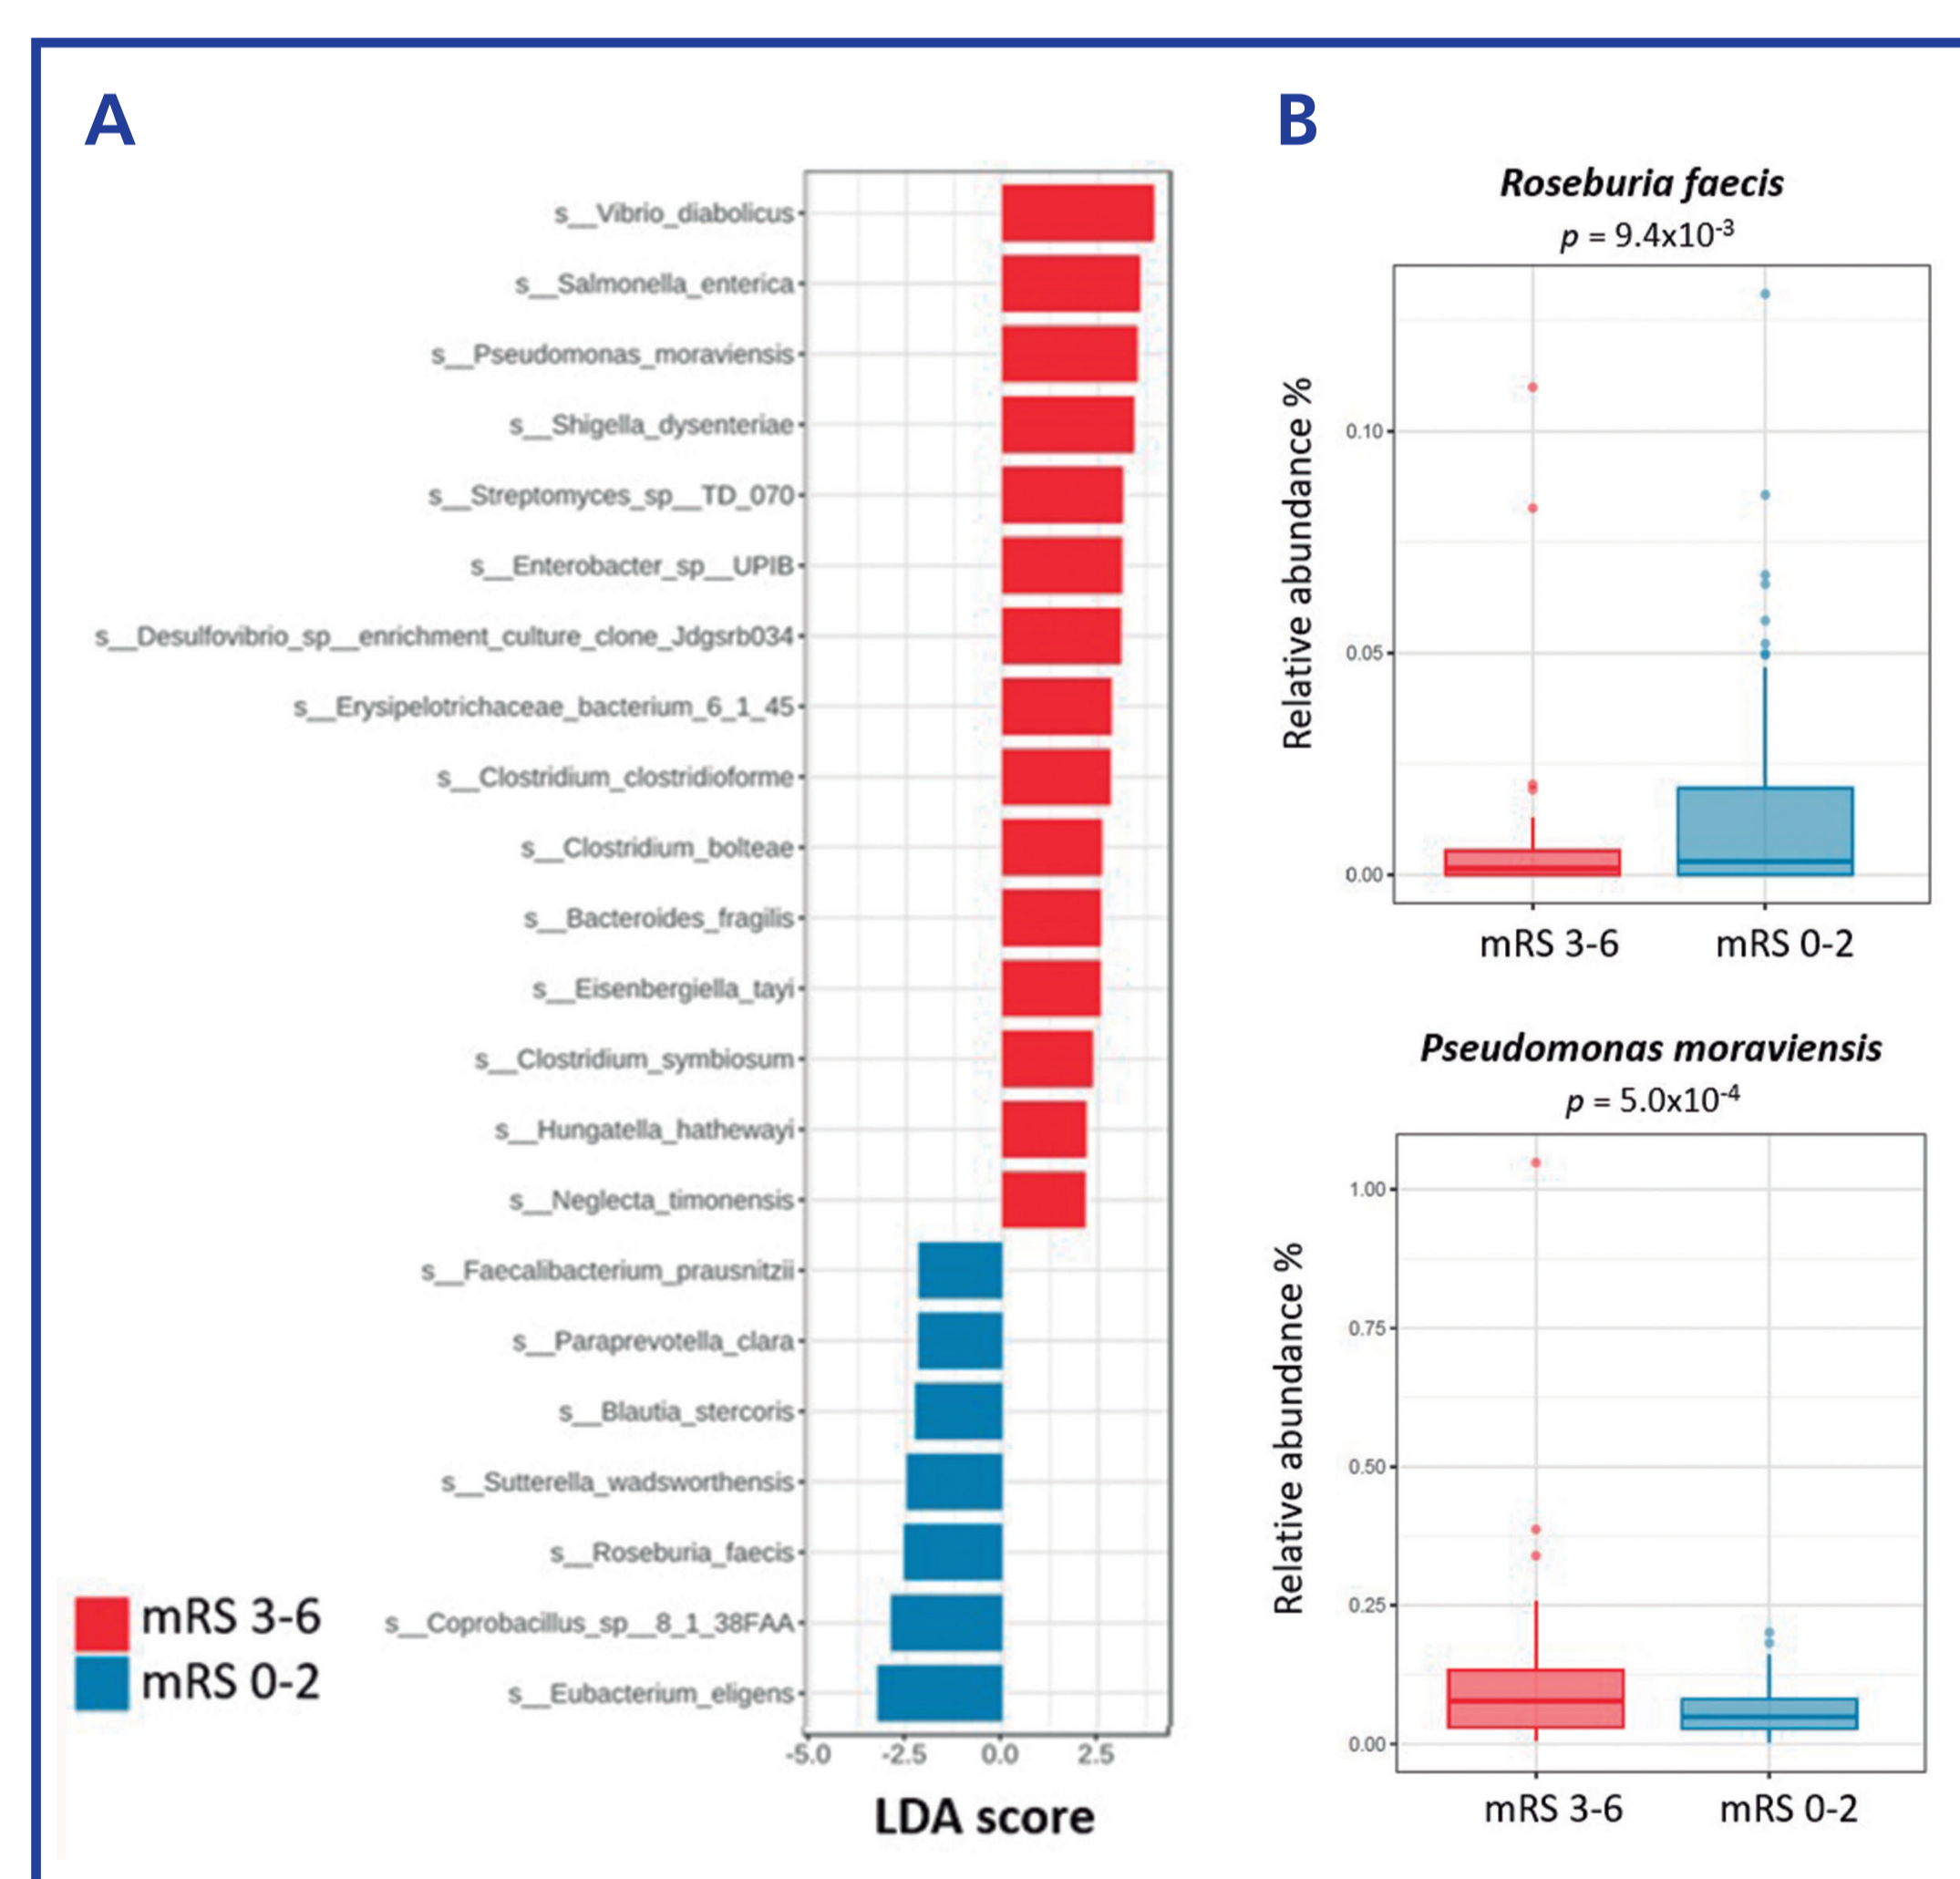 A
s__Vibrio_diabolicus
s__Salmonella_enterica
s__Pseudomonas_moraviensis
s__Shigella_dysenteriae
s__Streptomyces_sp__TD_070
s__Enterobacter_sp__UPIB
s__Desulfovibrio_sp__enrichment_culture_clone_Jdgsrb034
s__Erysipelotrichaceae_bacterium_6_1_45
s__Clostridium_clostridioforme
s__Clostridium_bolteae
s__Bacteroides_fragilis
s__Eisenbergiella_tayi
s__Clostridium_symbiosum
s__Hungatella_hathewayi
s__Neglecta_timonensis
s__Faecalibacterium_prausnitzii
s__Paraprevotella_clara
s__Blautia_stercoris
s__Sutterella_wadsworthensis
s__Roseburia_faecis
s__Coprobacillus_sp__8_1_38FAA
s__Eubacterium_eligens
-5.0 -2.5 0.0 2.5
LDA score
mRS 3-6
mRS 0-2
B
Roseburia faecis
p = 9.4x10-3
Relative abundance %
0.10
0.05
0.00
mRS 3-6 mRS 0-2
Pseudomonas moraviensis
p = 5.0x10-4
Relative abundance %
1.00
0.75
0.50
0.25
0.00
mRS 3-6 mRS 0-2